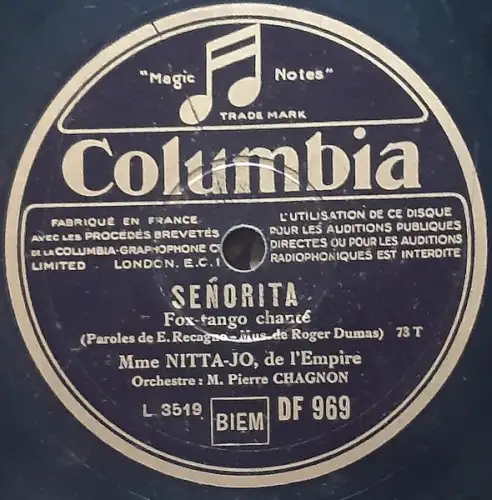 "Magic Notes"
TRADE MARK
Columbia
FABRIQUÉ EN FRANCE
AVEC LES PROCÉDÉS BREVETÉS
DE LA COLUMBIA-GRAPHOPHONE Cº
LIMITED. LONDON. E.C.1
L'UTILISATION DE CE DISQUE
POUR LES AUDITIONS PUBLIQUES
DIRECTES OU POUR LES AUDITIONS
RADIOPHONIQUES EST INTERDITE
SEÑORITA
Fox-tango chanté
(Paroles de E. Recagno - Mus. de Roger Dumas) 73 T
Mme NITTA-JO, de l'Empire
Orchestre : M. Pierre CHAGNON
L 3519 BIEM DF 969